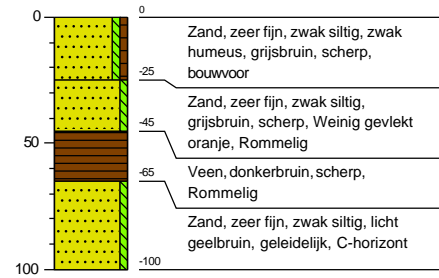 0
0
Zand, zeer fijn, zwak siltig, zwak
humeus, grijsbruin, scherp,
bouwvoor
-25
Zand, zeer fijn, zwak siltig,
grijsbruin, scherp, Weinig gevlekt
oranje, Rommelig
-45
50
Veen, donkerbruin, scherp,
Rommelig
-65
Zand, zeer fijn, zwak siltig, licht
geelbruin, geleidelijk, C-horizont
100
-100